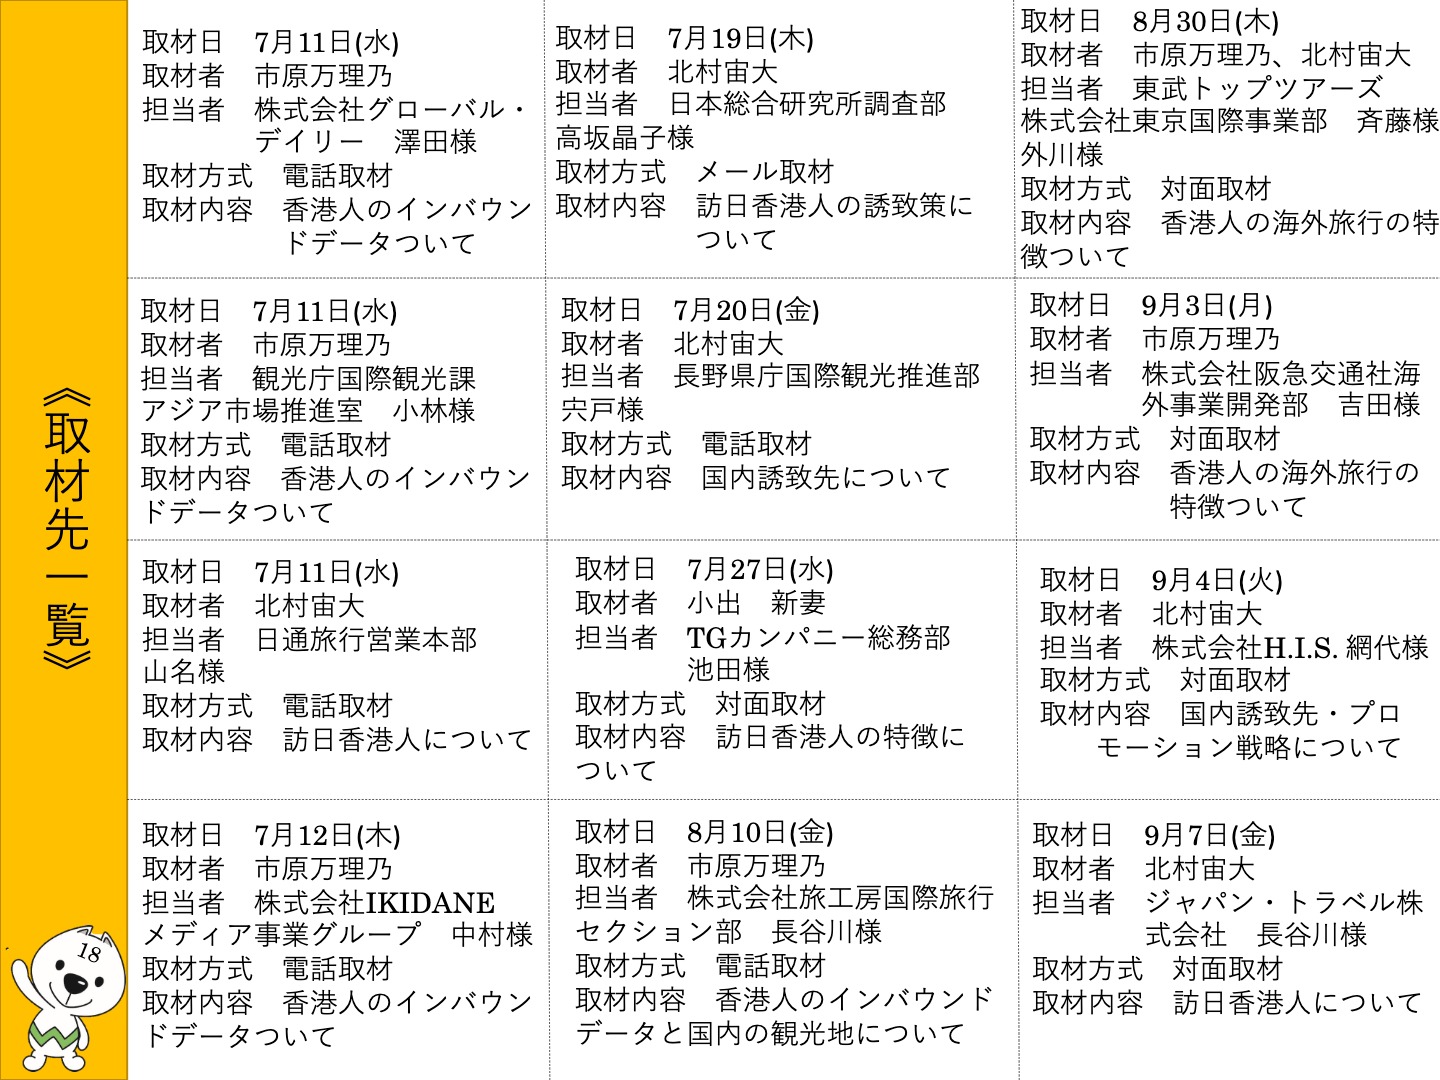 《取材先一覧》
18
取材日　7月11日(水)
取材者　市原万理乃
担当者　株式会社グローバル・
デイリー　澤田様
取材方式　電話取材
取材内容　香港人のインバウン
ドデータついて
取材日　7月11日(水)
取材者　市原万理乃
担当者　観光庁国際観光課
アジア市場推進室　小林様
取材方式　電話取材
取材内容　香港人のインバウン
ドデータついて
取材日　7月11日(水)
取材者　北村宙大
担当者　日通旅行営業本部
山名様
取材方式　電話取材
取材内容　訪日香港人について
取材日　7月12日(木)
取材者　市原万理乃
担当者　株式会社IKIDANE
メディア事業グループ　中村様
取材方式　電話取材
取材内容　香港人のインバウン
ドデータついて
取材日　7月19日(木)
取材者　北村宙大
担当者　日本総合研究所調査部
高坂晶子様
取材方式　メール取材
取材内容　訪日香港人の誘致策に
ついて
取材日　7月20日(金)
取材者　北村宙大
担当者　長野県庁国際観光推進部
宍戸様
取材方式　電話取材
取材内容　国内誘致先について
取材日　7月27日(水)
取材者　小出　新妻
担当者　TGカンパニー総務部
池田様
取材方式　対面取材
取材内容　訪日香港人の特徴に
ついて
取材日　8月10日(金)
取材者　市原万理乃
担当者　株式会社旅工房国際旅行
セクション部　長谷川様
取材方式　電話取材
取材内容　香港人のインバウンド
データと国内の観光地について
取材日　8月30日(木)
取材者　市原万理乃、北村宙大
担当者　東武トップツアーズ
株式会社東京国際事業部　斉藤様
外川様
取材方式　対面取材
取材内容　香港人の海外旅行の特
徴ついて
取材日　9月3日(月)
取材者　市原万理乃
担当者　株式会社阪急交通社海
外事業開発部　吉田様
取材方式　対面取材
取材内容　香港人の海外旅行の
特徴ついて
取材日　9月4日(火)
取材者　北村宙大
担当者　株式会社H.I.S. 網代様
取材方式　対面取材
取材内容　国内誘致先・プロ
モーション戦略について
取材日　9月7日(金)
取材者　北村宙大
担当者　ジャパン・トラベル株
式会社　長谷川様
取材方式　対面取材
取材内容　訪日香港人について